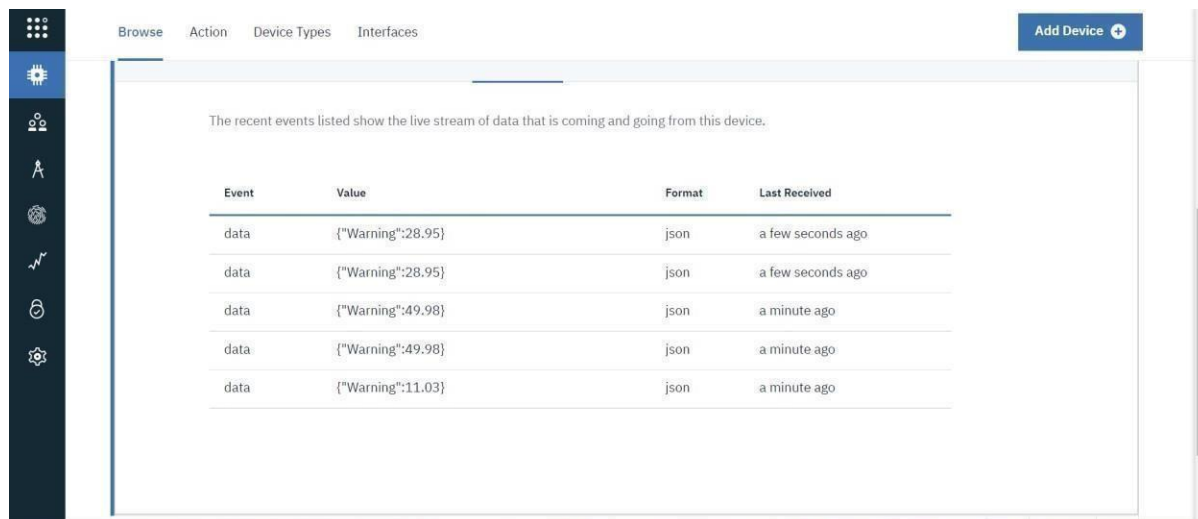 Browse Action Device Types Interfaces
Add Device
The recent events listed show the live stream of data that is coming and going from this device.
Event Value Format Last Received
data {"Warning":28.95} json a few seconds ago
data {"Warning":28.95} json a few seconds ago
data {"Warning":49.98} json a minute ago
data {"Warning":49.98} json a minute ago
data {"Warning":11.03} json a minute ago